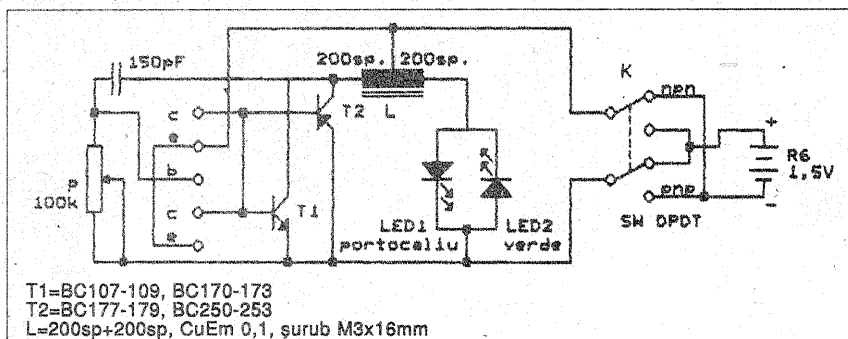 150pF
200sp. 200sp.
L
K
npn
T2
c
e
b
c
e
P
100k
T1
+
R6
1,5V
-
pnp
SW DPDT
LED1
portocaliu
LED2
verde
T1=BC107-109, BC170-173
T2=BC177-179, BC250-253
L=200sp+200sp, CuEm 0,1, şurub M3x16mm